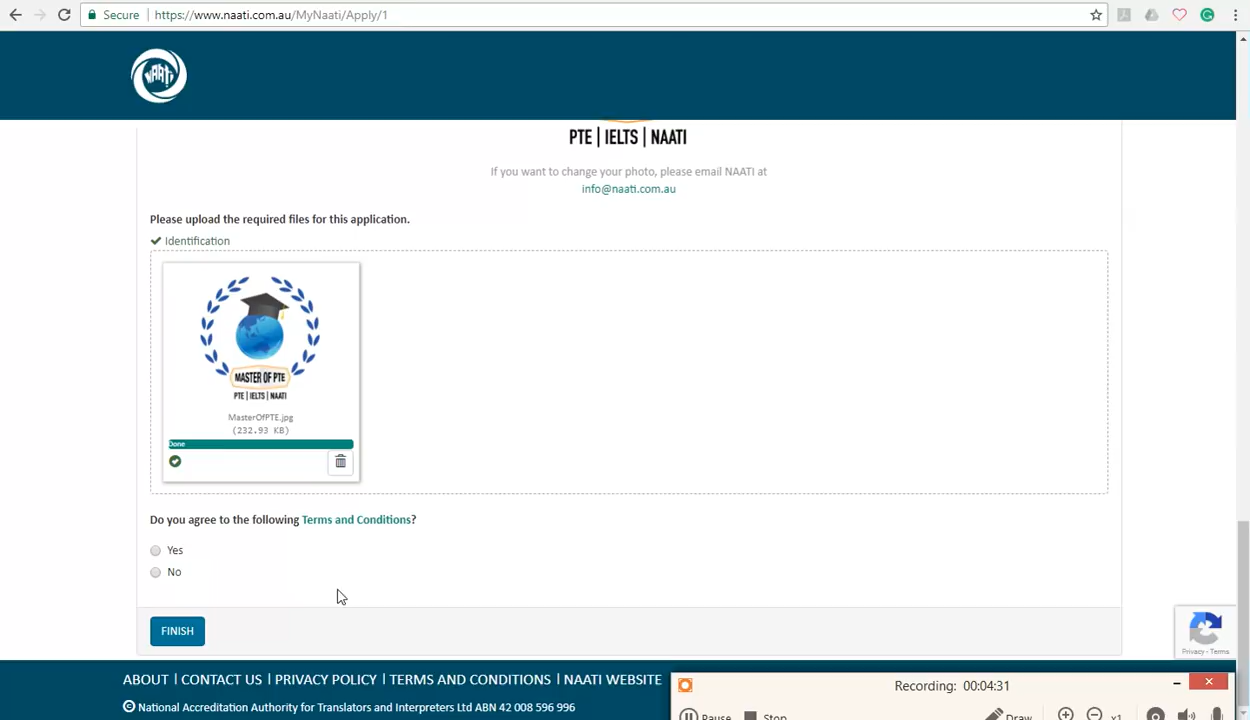 Secure https://www.naati.com.au/MyNaati/Apply/1
NAATI
PTE | IELTS | NAATI
If you want to change your photo, please email NAATI at
info@naati.com.au
Please upload the required files for this application.
Identification
MASTER OF PTE
PTE | IELTS | NAATI
MasterOfPTE.jpg
(232.93 KB)
Done
Do you agree to the following Terms and Conditions?
Yes
No
FINISH
Privacy - Terms
ABOUT | CONTACT US | PRIVACY POLICY | TERMS AND CONDITIONS | NAATI WEBSITE
© National Accreditation Authority for Translators and Interpreters Ltd ABN 42 008 596 996
Recording: 00:04:31
Pause Stop Draw x1